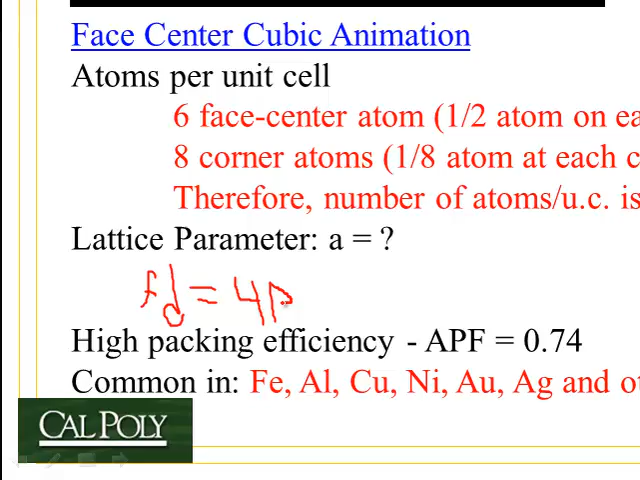 Face Center Cubic Animation
Atoms per unit cell
6 face-center atom (1/2 atom on ea
8 corner atoms (1/8 atom at each c
Therefore, number of atoms/u.c. is
Lattice Parameter: a = ?
fd = 4R
High packing efficiency - APF = 0.74
Common in: Fe, Al, Cu, Ni, Au, Ag and ot
CAL POLY